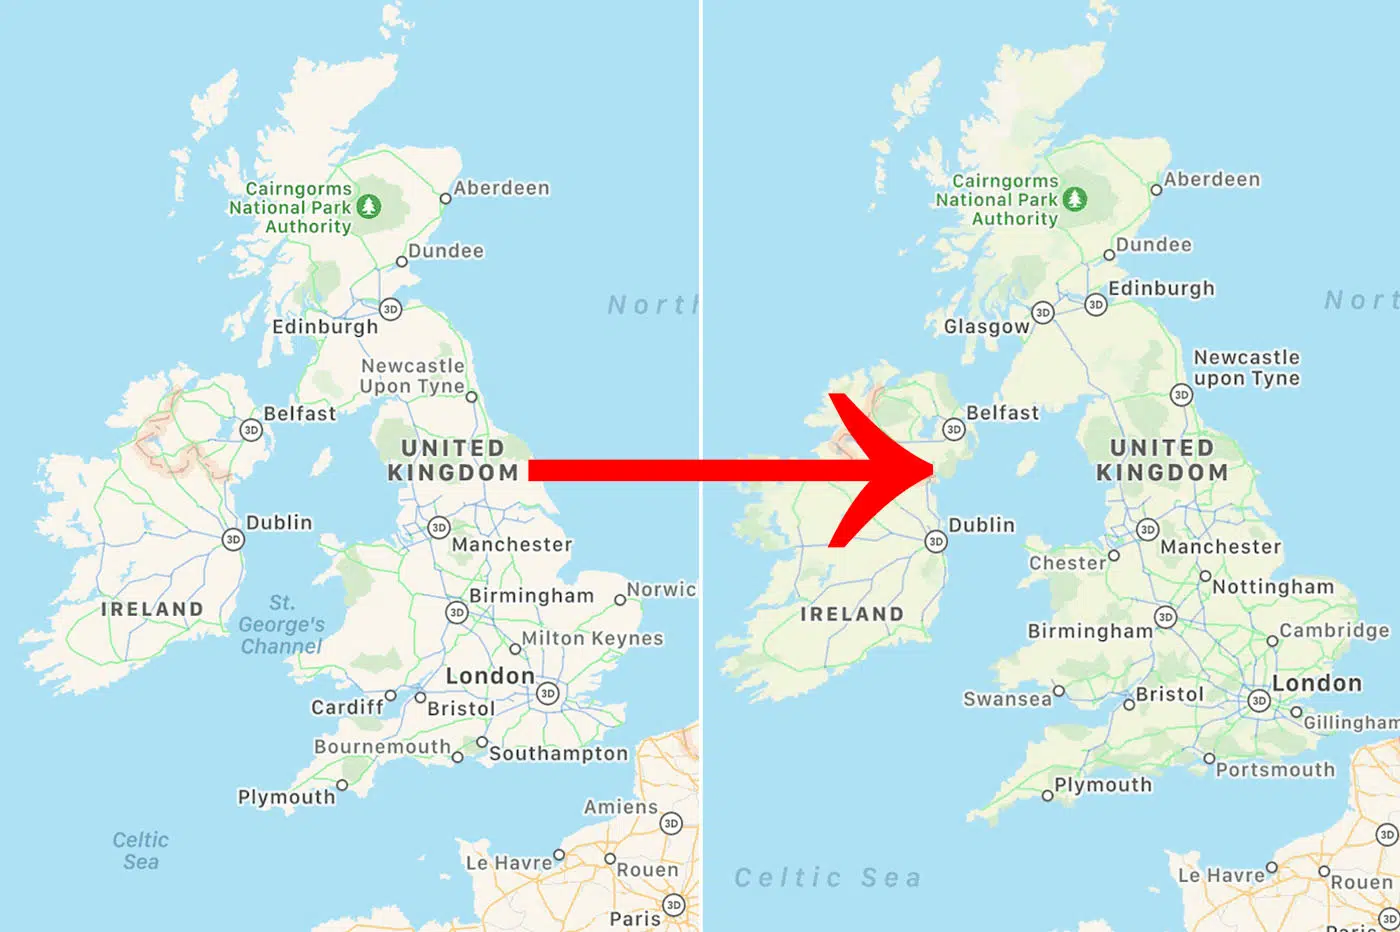 Cairngorms
National Park
Authority
Aberdeen
Dundee
North
Edinburgh
Newcastle
Upon Tyne
3D
Belfast
3D
UNITED
KINGDOM
Dublin
3D
3D
Manchester
IRELAND
St.
George's
Channel
Birmingham
3D
Norwic
Milton Keynes
London
3D
Cardiff
Bristol
Bournemouth
Southampton
Plymouth
Amiens
3D
Celtic
Sea
Le Havre
Rouen
Paris
3D
Cairngorms
National Park
Authority
Aberdeen
Dundee
Nort
Edinburgh
3D
Glasgow
3D
Newcastle
upon Tyne
3D
Belfast
3D
UNITED
KINGDOM
Dublin
3D
3D
Manchester
Chester
Nottingham
IRELAND
Birmingham
3D
Cambridge
Swansea
Bristol
London
3D
Gillingham
Portsmouth
Plymouth
3D
Celtic Sea
Le Havre
Rouen
Paris
3D